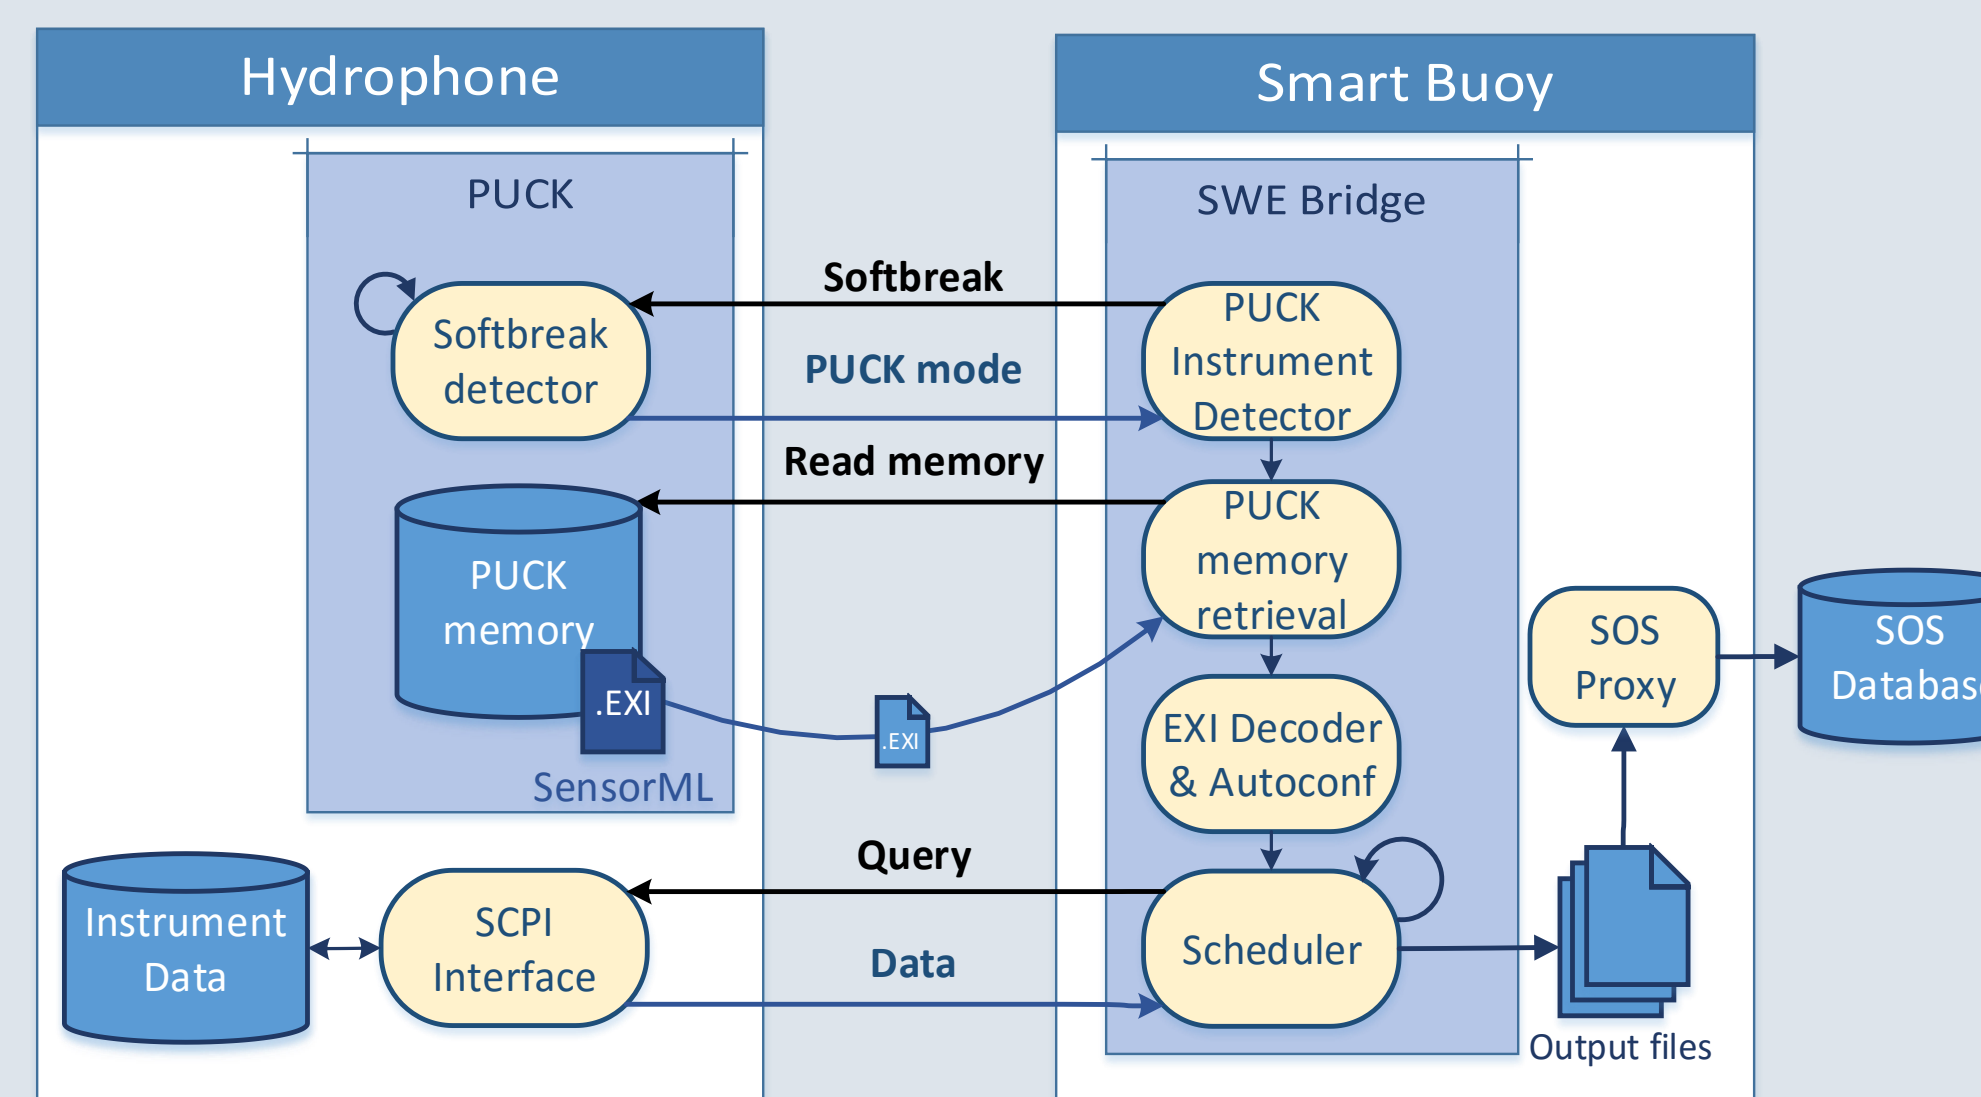 Hydrophone
Smart Buoy
PUCK
SWE Bridge
Softbreak
PUCK mode
Read memory
Softbreak
detector
PUCK
Instrument
Detector
PUCK
memory
.EXI
SensorML
.EXI
PUCK
memory
retrieval
EXI Decoder
& Autoconf
SOS
Proxy
SOS
Databas
Query
Data
Instrument
Data
SCPI
Interface
Scheduler
Output files